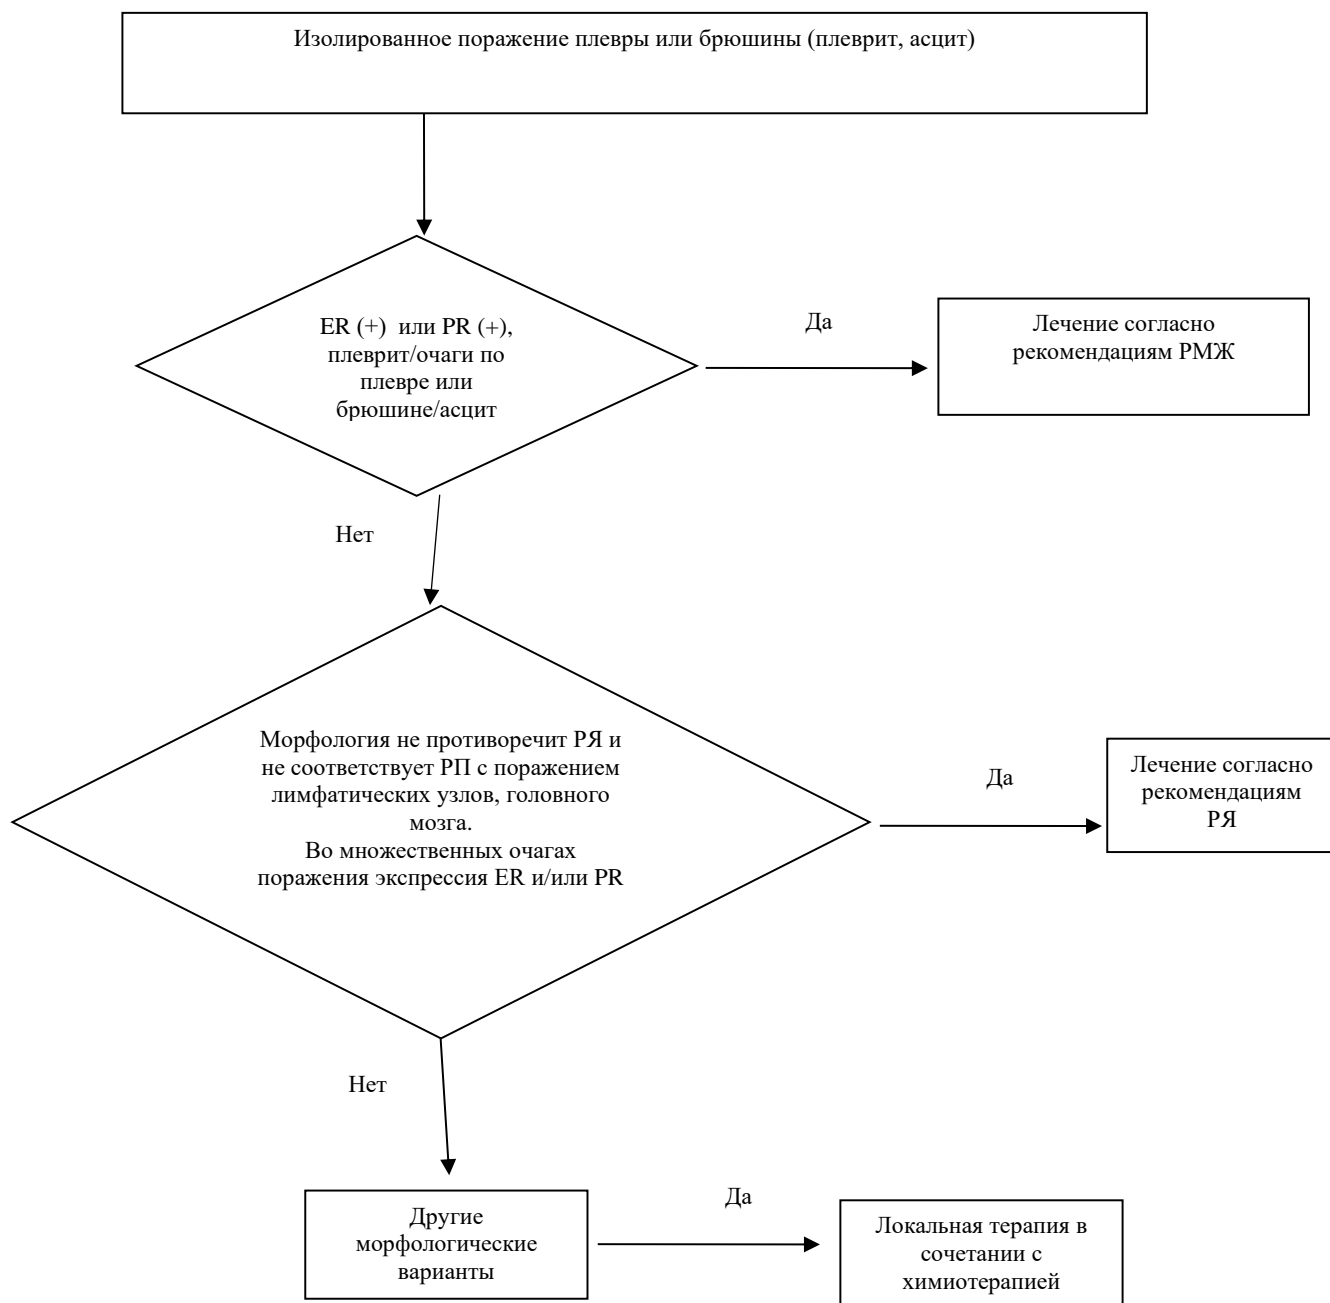 Изолированное поражение плевры или брюшины (плеврит, асцит)
ER (+)  или PR (+),
плеврит/очаги по
плевре или
брюшине/асцит
Да
Лечение согласно
рекомендациям РМЖ
Нет
Морфология не противоречит РЯ и
не соответствует РП с поражением
лимфатических узлов, головного
мозга.
Во множественных очагах
поражения экспрессия ER и/или PR
Да
Лечение согласно
рекомендациям
РЯ
Нет
Другие
морфологические
варианты
Да
Локальная терапия в
сочетании с
химиотерапией